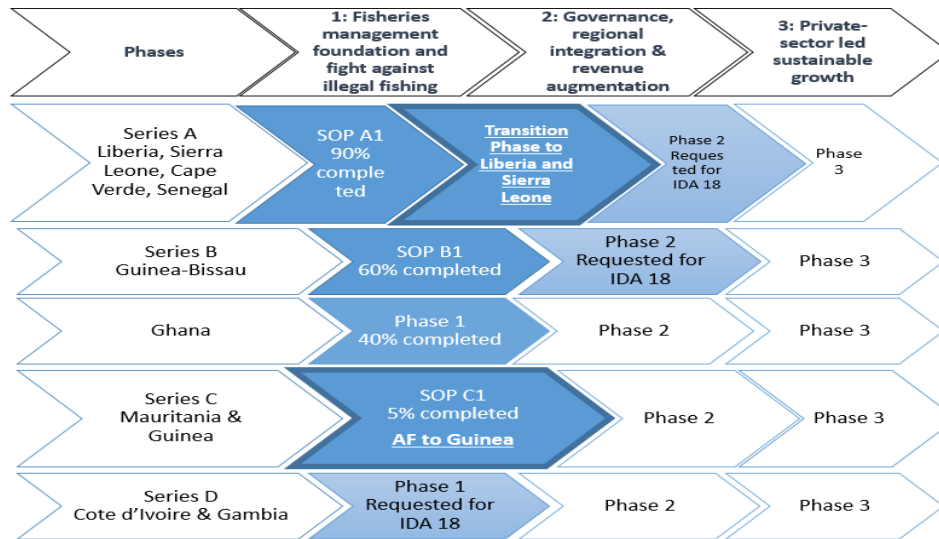 Phases
1: Fisheries
management
foundation and
fight against
illegal fishing
2: Governance,
regional
integration &
revenue
augmentation
3: Private-
sector led
sustainable
growth
Series A
Liberia, Sierra
Leone, Cape
Verde, Senegal
SOP A1
90%
comple
ted
Transition
Phase to
Liberia and
Sierra
Leone
Phase 2
Reques
ted for
IDA 18
Phase
3
Series B
Guinea-Bissau
SOP B1
60% completed
Phase 2
Requested for
IDA 18
Phase 3
Ghana
Phase 1
40% completed
Phase 2
Phase 3
Series C
Mauritania &
Guinea
SOP C1
5% completed
AF to Guinea
Phase 2
Phase 3
Series D
Cote d’Ivoire & Gambia
Phase 1
Requested for
IDA 18
Phase 2
Phase 3